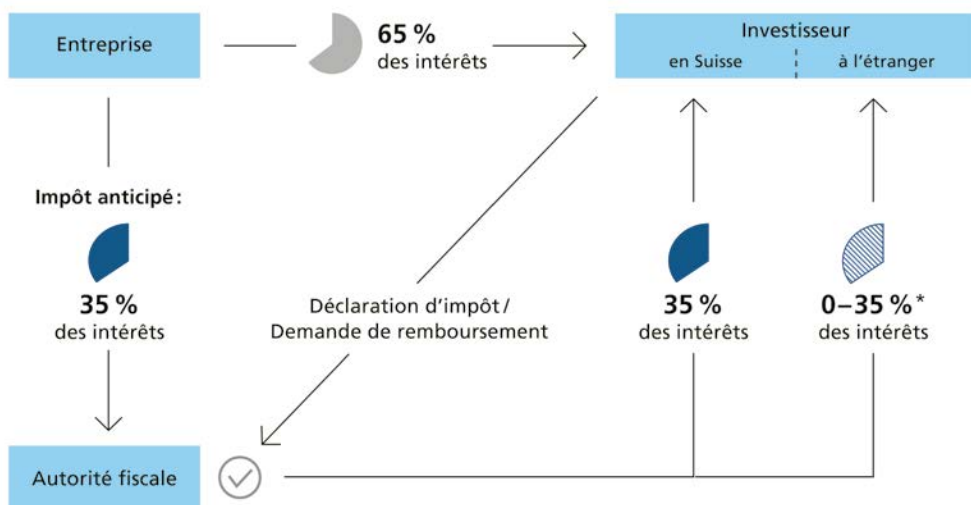 Entreprise
65 %
des intérêts
Investisseur
en Suisse
à l'étranger
Impôt anticipé :
35 %
des intérêts
Déclaration d'impôt /
Demande de remboursement
35 %
des intérêts
0–35 % *
des intérêts
Autorité fiscale